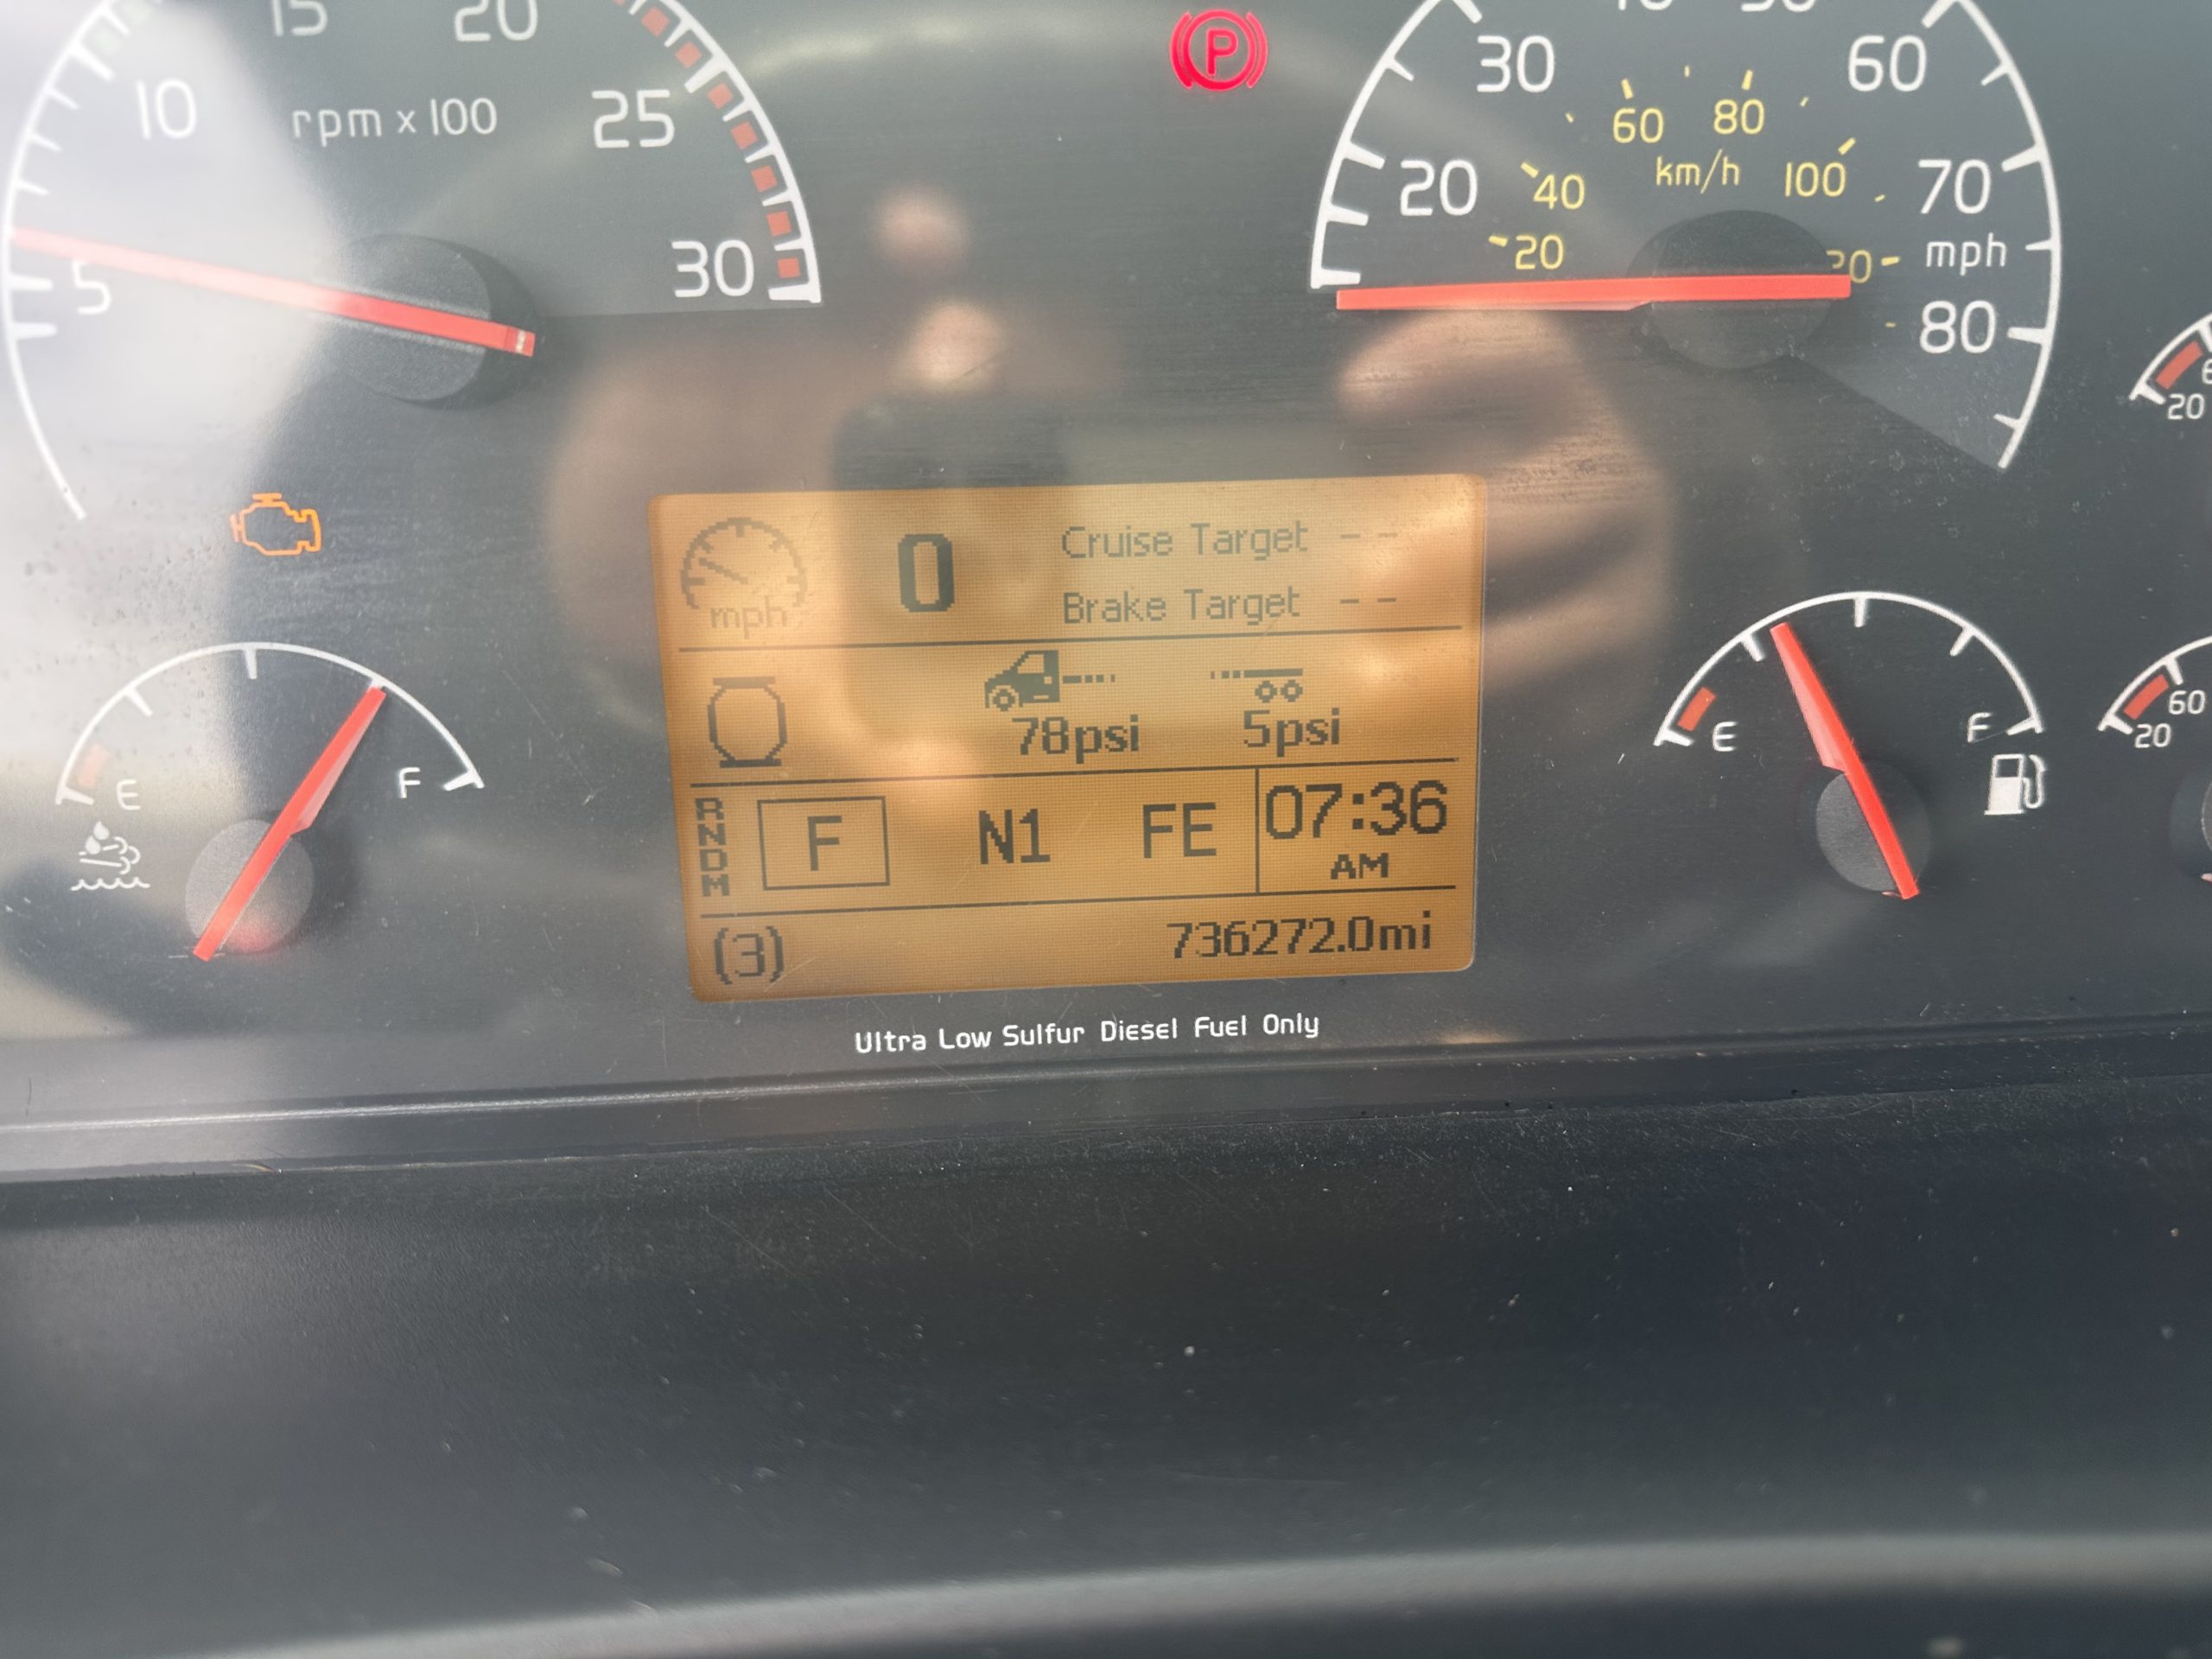 15 20
10 rpm x 100 25
5 30
P
30 60
20 70
80
mph
60 80
40 km/h 100
20
20
mph 0 Cruise Target --
Brake Target --
78psi 5psi
RNDM F N1 FE 07:36
AM
(3) 736272.0mi
Ultra Low Sulfur Diesel Fuel Only
E F
E F
60
20